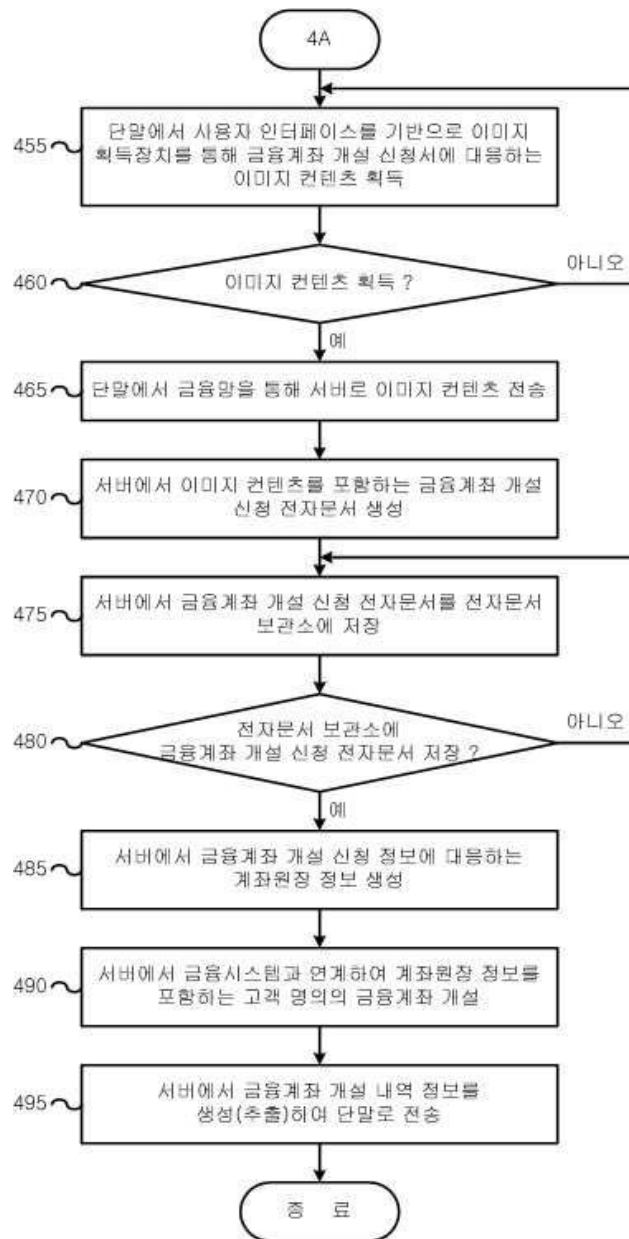 4A
455
단말에서 사용자 인터페이스를 기반으로 이미지
획득장치를 통해 금융계좌 개설 신청서에 대응하는
이미지 컨텐츠 획득
460
이미지 컨텐츠 획득 ?
아니오
예
465
단말에서 금융망을 통해 서버로 이미지 컨텐츠 전송
470
서버에서 이미지 컨텐츠를 포함하는 금융계좌 개설
신청 전자문서 생성
475
서버에서 금융계좌 개설 신청 전자문서를 전자문서
보관소에 저장
480
전자문서 보관소에
금융계좌 개설 신청 전자문서 저장 ?
아니오
예
485
서버에서 금융계좌 개설 신청 정보에 대응하는
계좌원장 정보 생성
490
서버에서 금융시스템과 연계하여 계좌원장 정보를
포함하는 고객 명의의 금융계좌 개설
495
서버에서 금융계좌 개설 내역 정보를
생성(추출)하여 단말로 전송
종 료